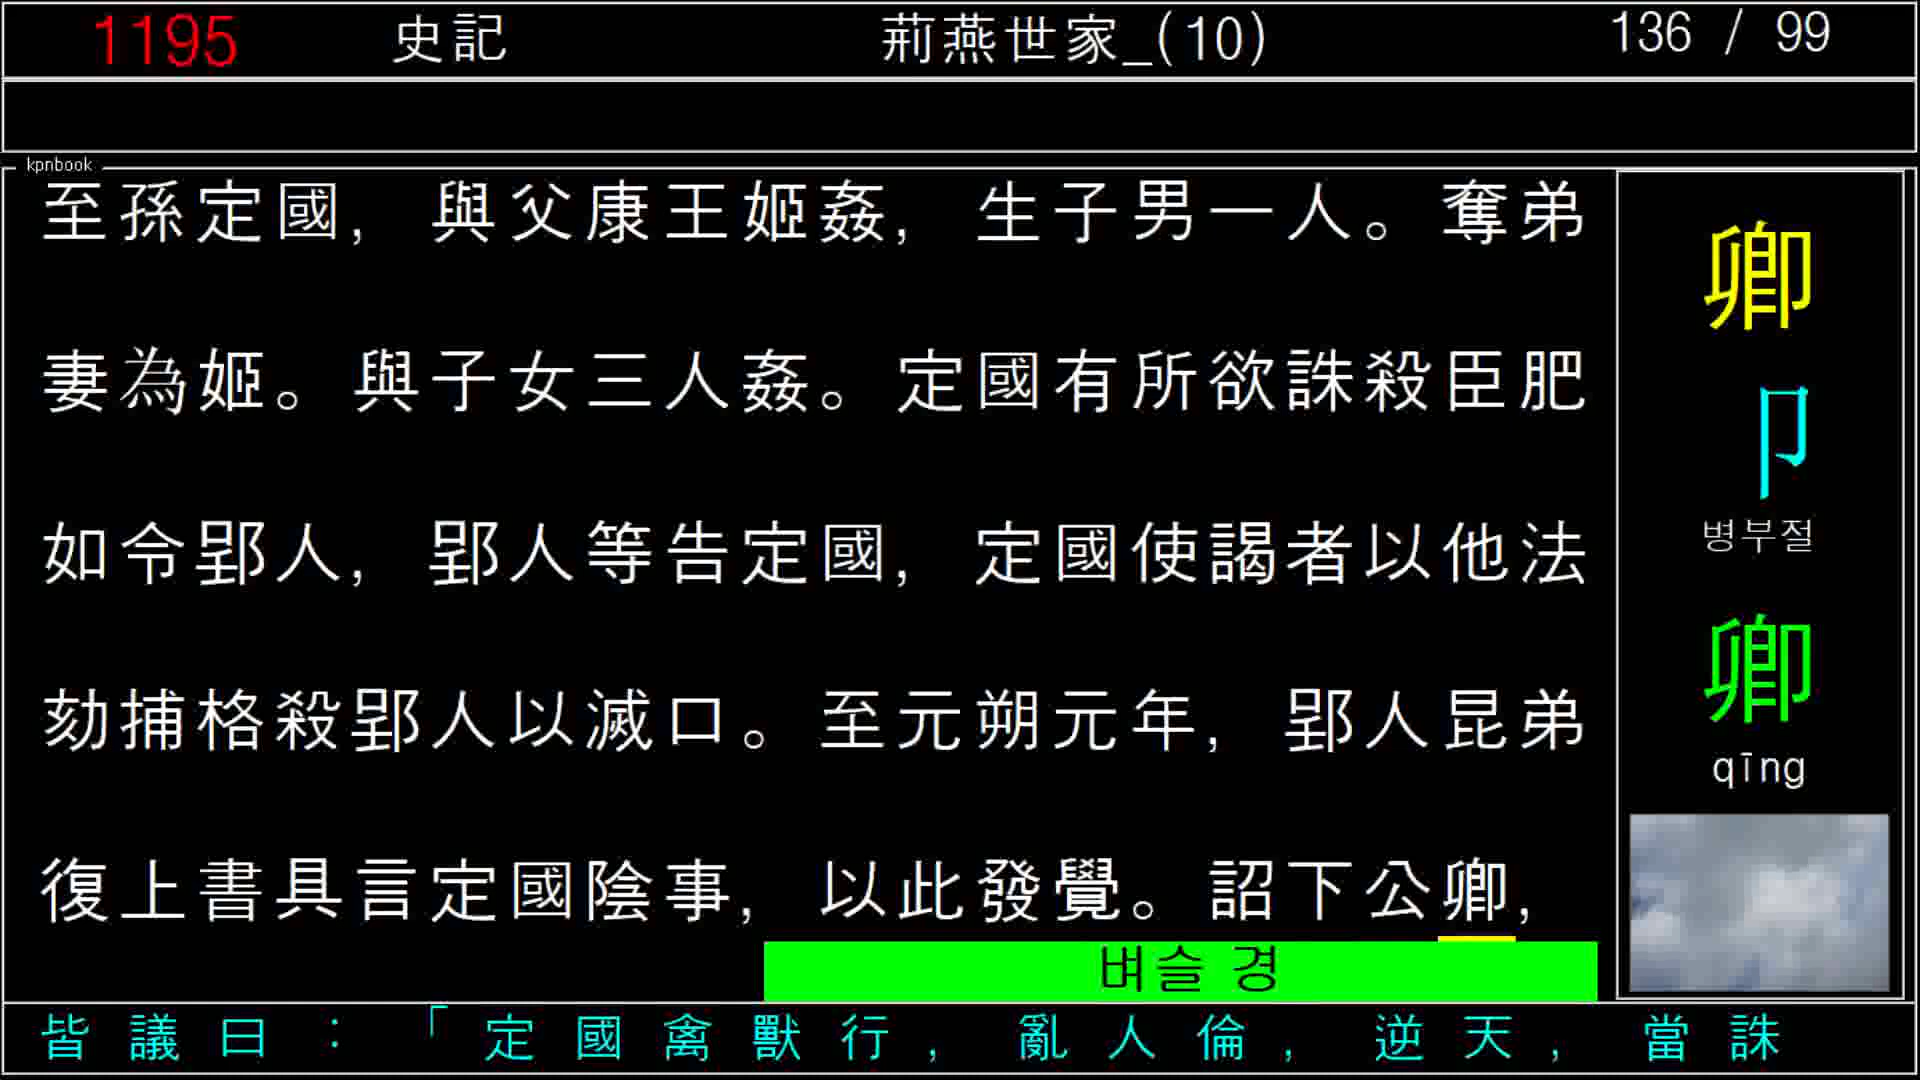 1195 史記 荊燕世家_(10) 136 / 99
kpnbook
至孫定國, 與父康王姬姦, 生子男一人。奪弟
妻為姬。與子女三人姦。定國有所欲誅殺臣肥
如令郢人, 郢人等告定國, 定國使謁者以他法
劾捕格殺郢人以滅口。至元朔元年, 郢人昆弟
復上書具言定國陰事, 以此發覺。詔下公卿,
벼슬 경
皆議曰:「定國禽獸行, 亂人倫, 逆天, 當誅
卿
卩
병부절
卿
qīng